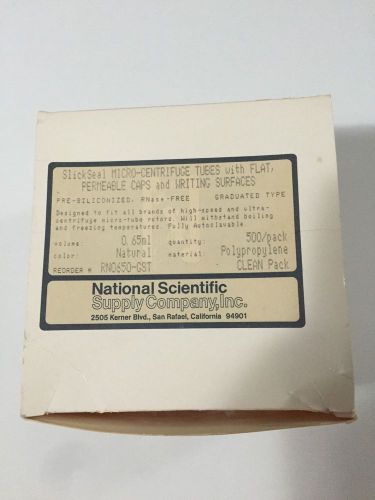 SlickSeal MICRO-CENTRIFUGE TUBES with FLAT,
PERMEABLE CAPS and WRITING SURFACES
PRE-SILICONIZED, RNase-FREE GRADUATED TYPE
Designed to fit all brands of high-speed and ultra-
centrifuge micro-tube rotors. Will withstand boiling
and freezing temperatures. Fully Autoclavable
volume: 0.65ml quantity: 500/pack
color: Natural material: Polypropylene
REORDER # RN0650-GST CLEAN Pack
National Scientific
Supply Company, Inc.
2505 Kerner Blvd., San Rafael, California 94901